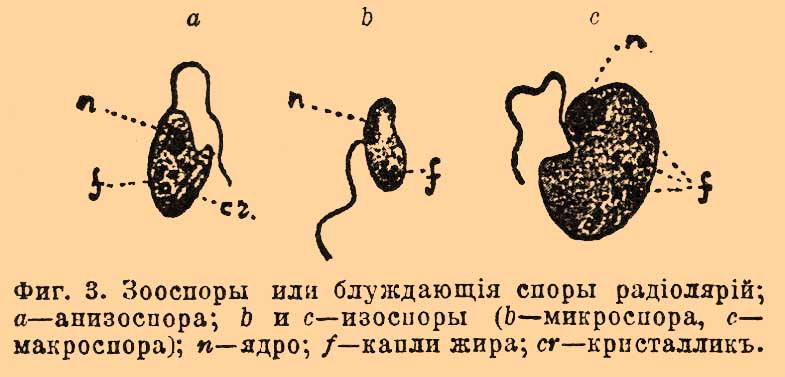 a b c
n n n
f cr. f f
Фиг. 3. Зооспоры или блуждающія споры радіолярій;
a—анизоспора; b и c—изоспоры (b—микроспора, c—
макроспора); n—ядро; f—капли жира; cr—кристалликъ.